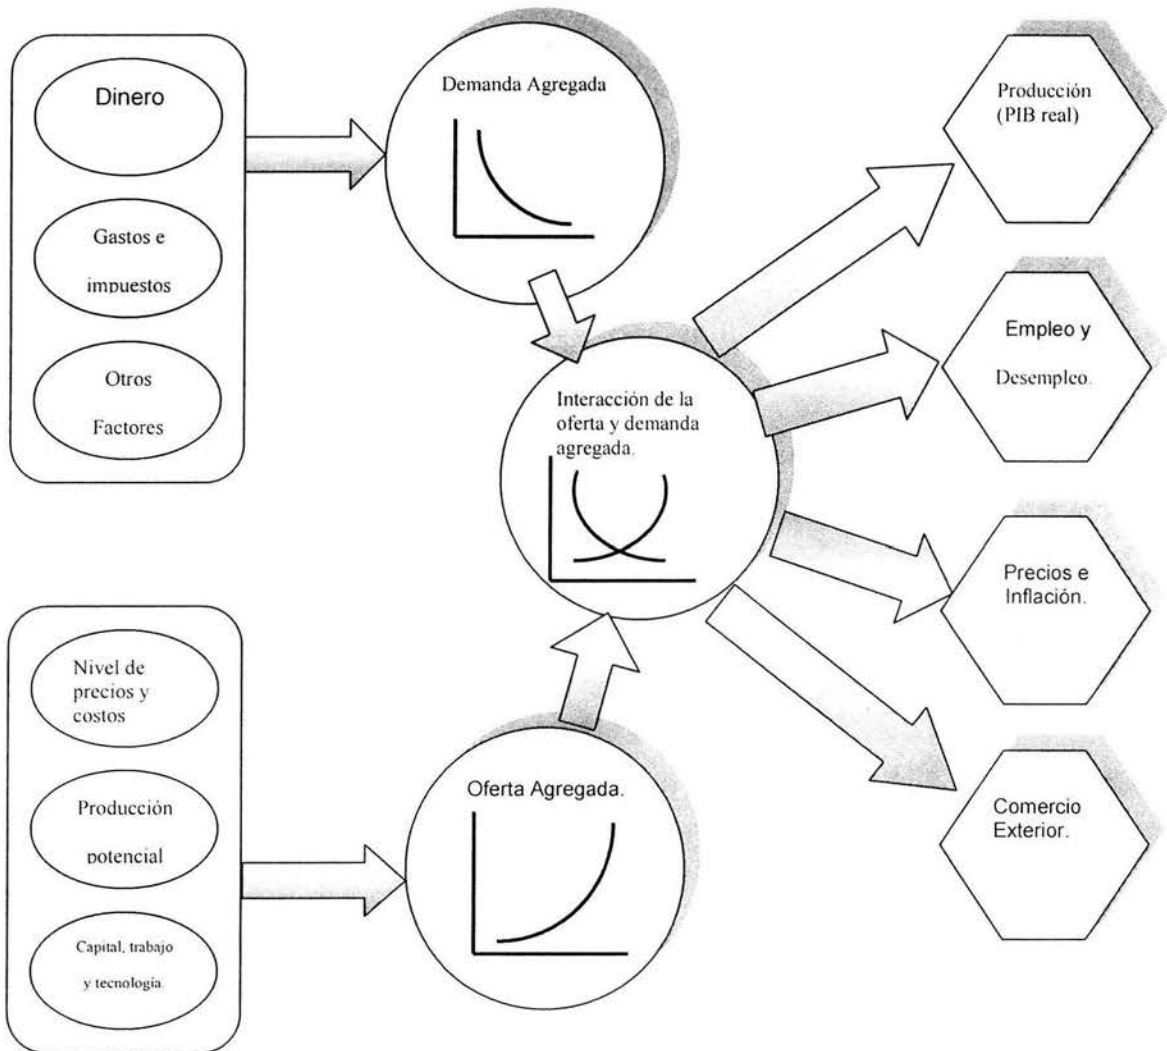 Dinero
Gastos e
impuestos
Otros
Factores
Demanda Agregada
Interacción de la
oferta y demanda
agregada.
Nivel de
precios y
costos
Producción
potencial
Capital, trabajo
y tecnología.
Oferta Agregada.
Producción
(PIB real)
Empleo y
Desempleo.
Precios e
Inflación.
Comercio
Exterior.